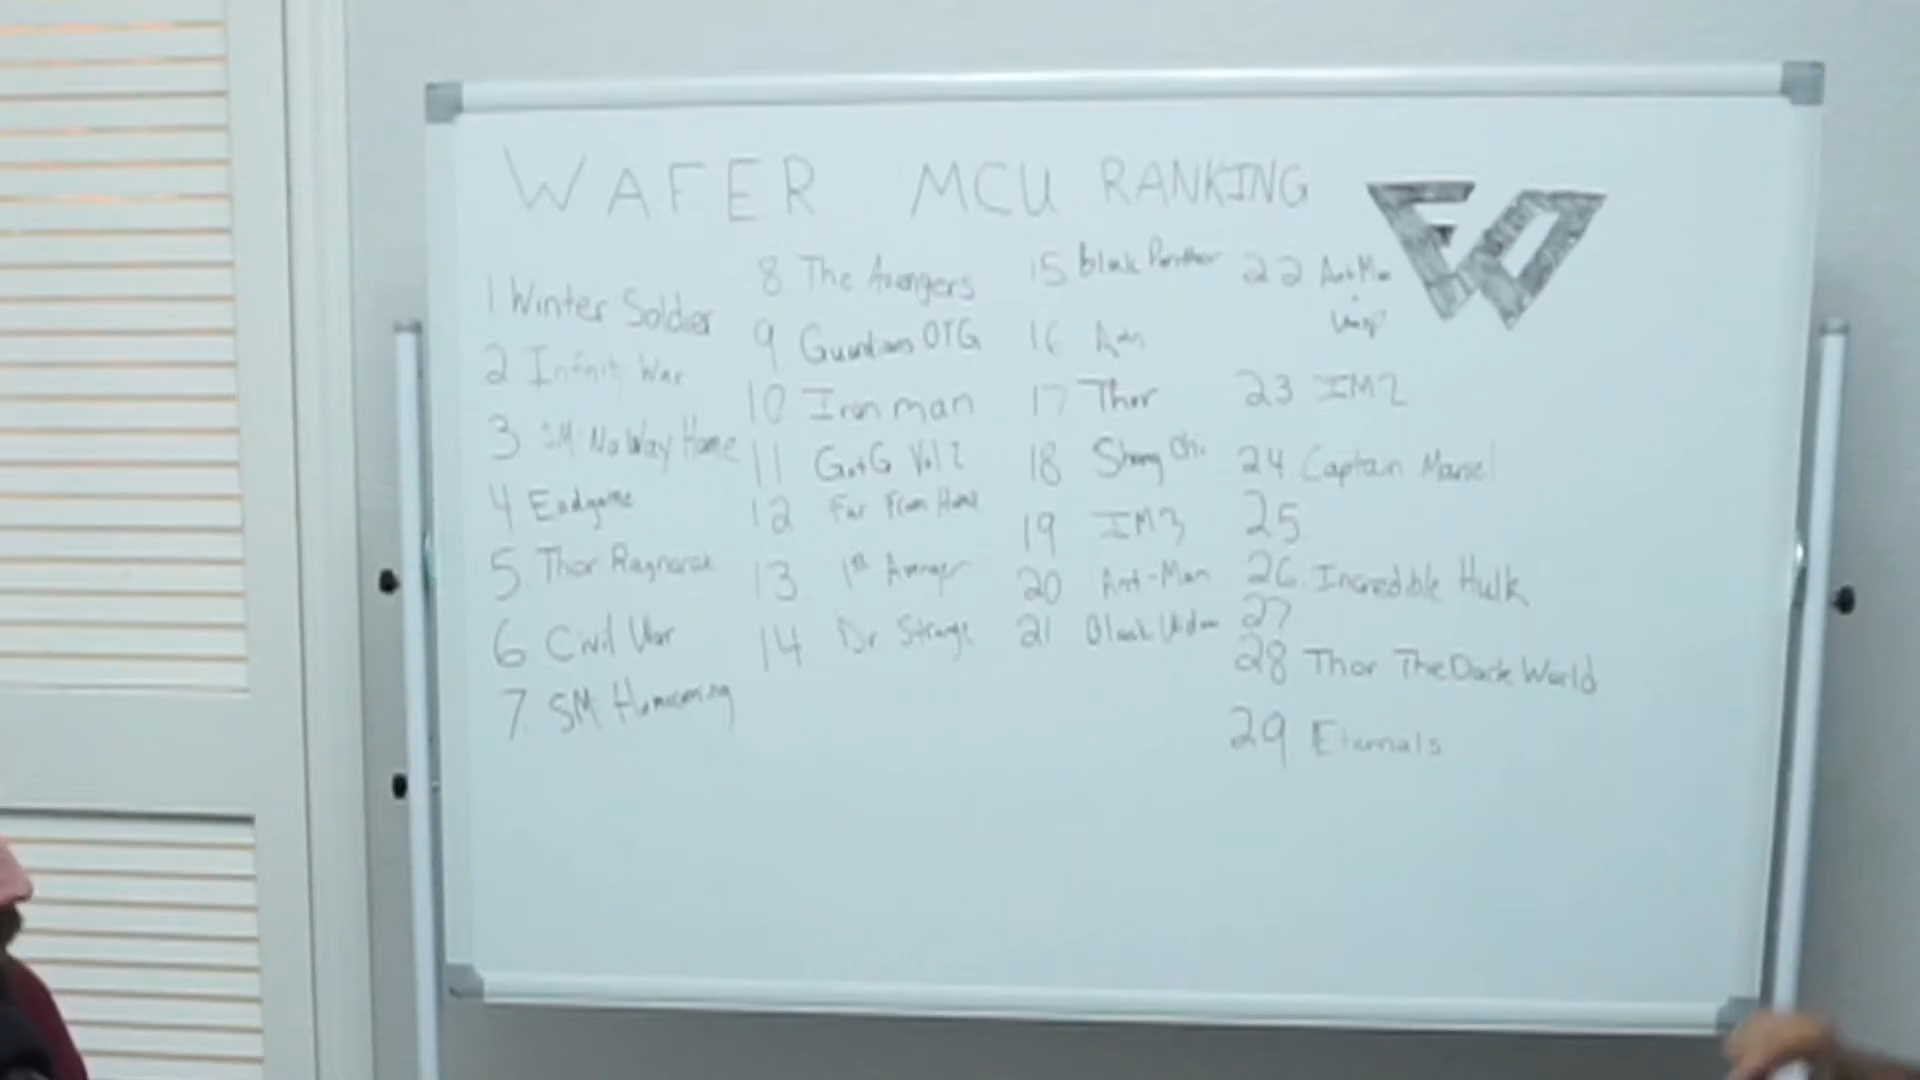 WAFER MCU RANKING
1 Winter Soldier
2 Infinity War
3 SM: No Way Home
4 Endgame
5 Thor Ragnarok
6 Civil War
7. SM Homecoming
8 The Avengers
9 Guardians OTG
10 Iron man
11 GotG Vol 2
12 Far From Home
13 1st Avenger
14 Dr Strange
15 Black Panther
16
17 Thor
18 Shang Chi
19 IM3
20 Ant-Man
21 Black Widow
22 Ant Man
+
Wasp
23 IM2
24 Captain Marvel
25
26. Incredible Hulk
27
28 Thor The Dark World
29 Eternals